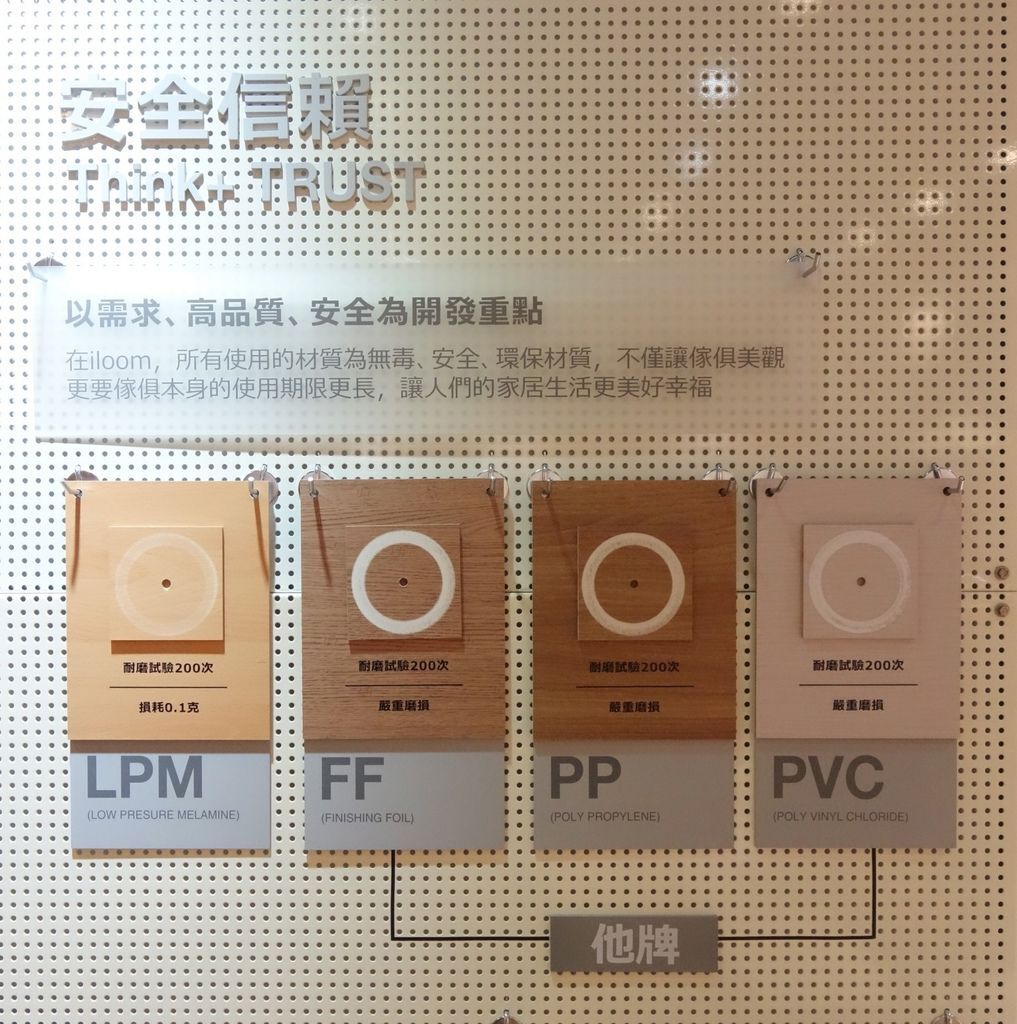 安全信賴
Think+ TRUST
以需求、高品質、安全為開發重點
在iloom，所有使用的材質為無毒、安全、環保材質，不僅讓傢俱美觀
更要傢俱本身的使用期限更長，讓人們的家居生活更美好幸福
耐磨試驗200次
損耗0.1克
LPM
(LOW PRESURE MELAMINE)
耐磨試驗200次
嚴重磨損
FF
(FINISHING FOIL)
耐磨試驗200次
嚴重磨損
PP
(POLY PROPYLENE)
耐磨試驗200次
嚴重磨損
PVC
(POLY VINYL CHLORIDE)
他牌